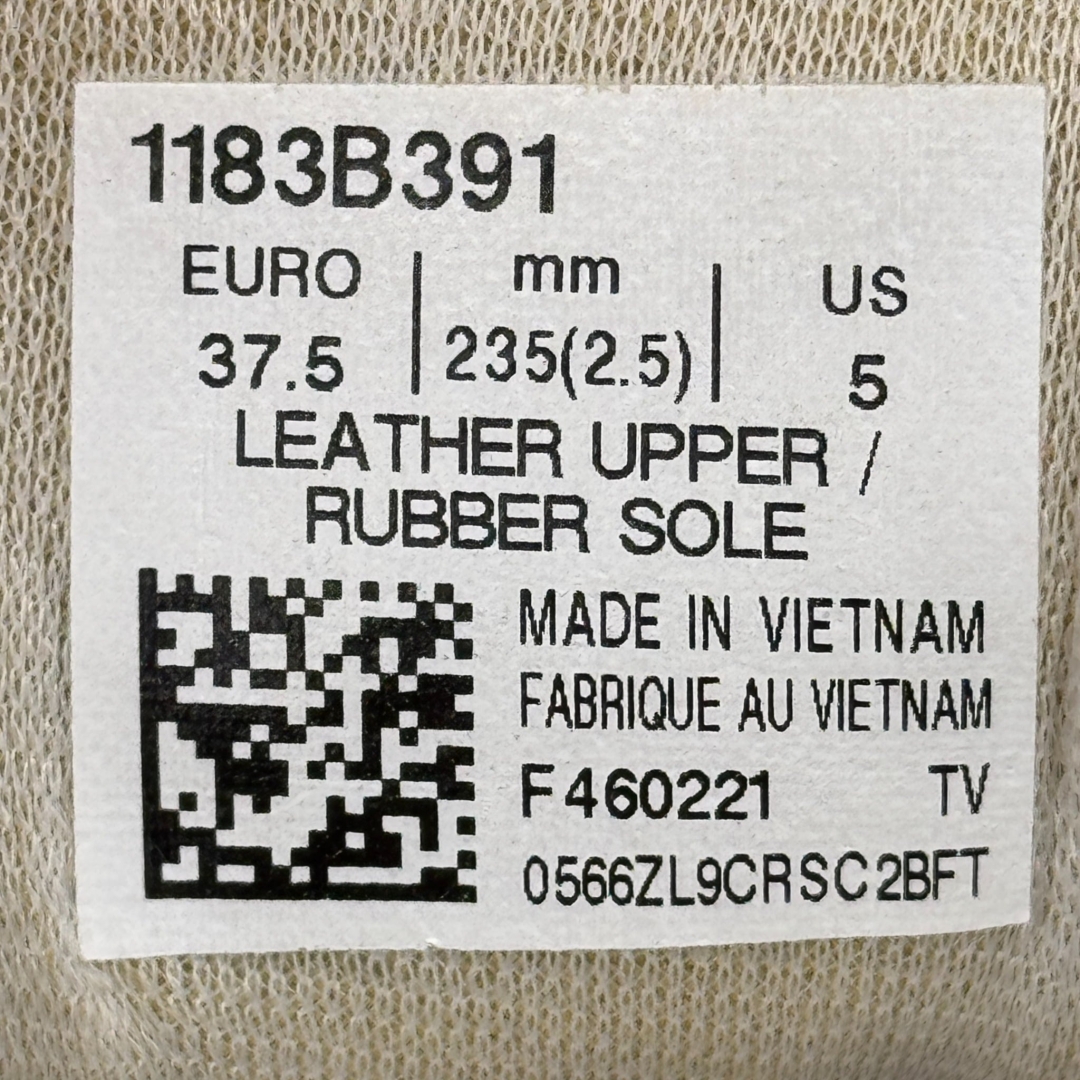 1183B391
EURO | mm | US
37.5 | 235(2.5) | 5
LEATHER UPPER /
RUBBER SOLE
MADE IN VIETNAM
FABRIQUE AU VIETNAM
F460221 TV
0566ZL9CRSC2BFT